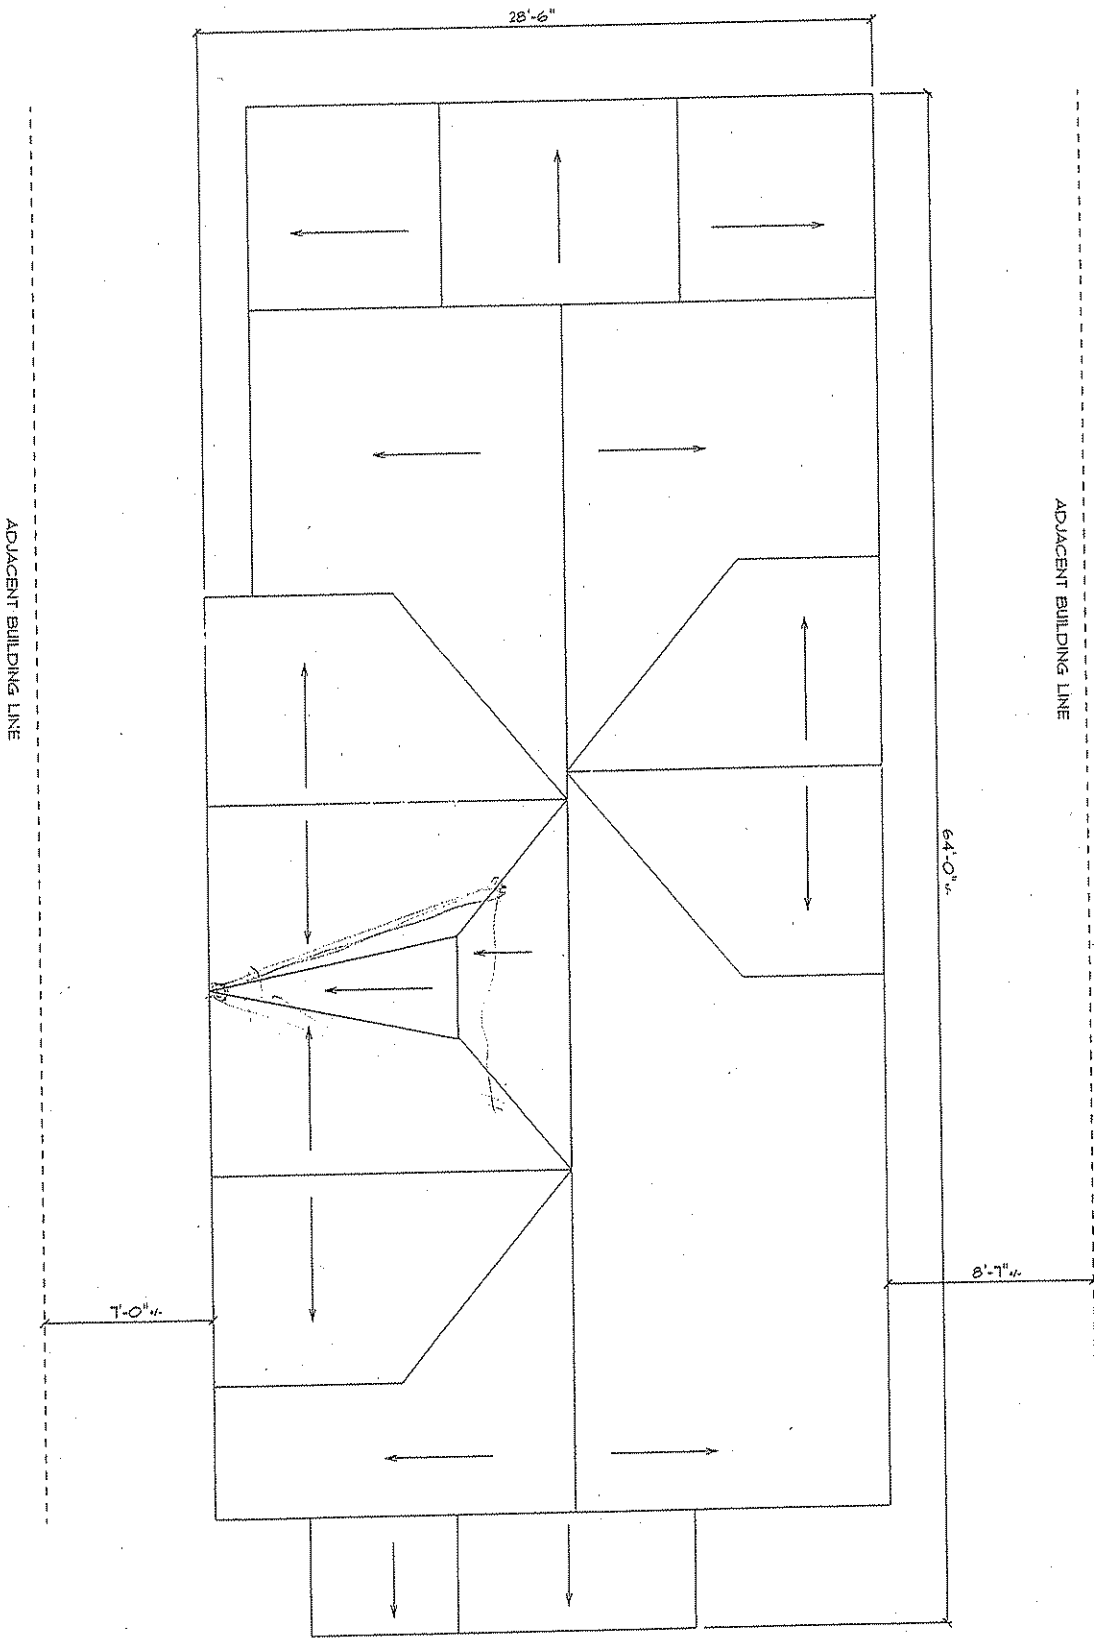 28'-6"
ADJACENT BUILDING LINE
ADJACENT BUILDING LINE
64'-0" +/-
8'-7" +/-
7'-0" +/-